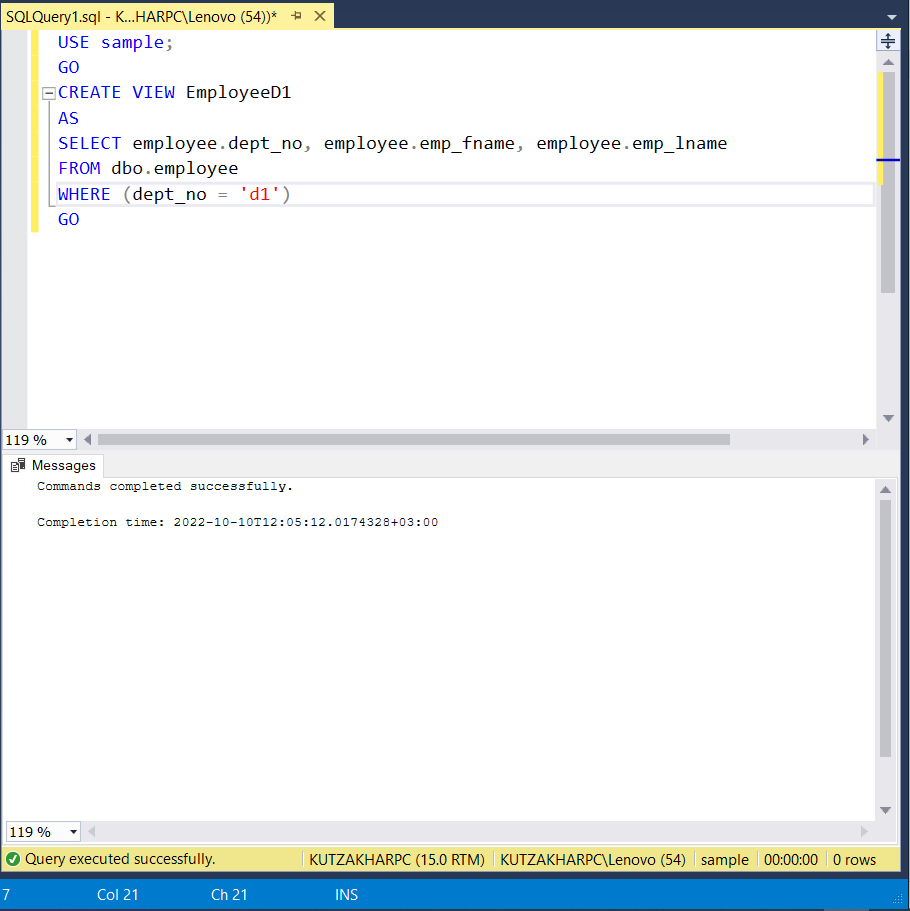 SQLQuery1.sql - K...HARPC\Lenovo (54))*
USE sample;
GO
CREATE VIEW EmployeeD1
AS
SELECT employee.dept_no, employee.emp_fname, employee.emp_lname
FROM dbo.employee
WHERE (dept_no = 'd1')
GO
119 %
Messages
Commands completed successfully.
Completion time: 2022-10-10T12:05:12.0174328+03:00
119 %
Query executed successfully. KUTZAKHARPC (15.0 RTM) KUTZAKHARPC\Lenovo (54) sample 00:00:00 0 rows
7 Col 21 Ch 21 INS